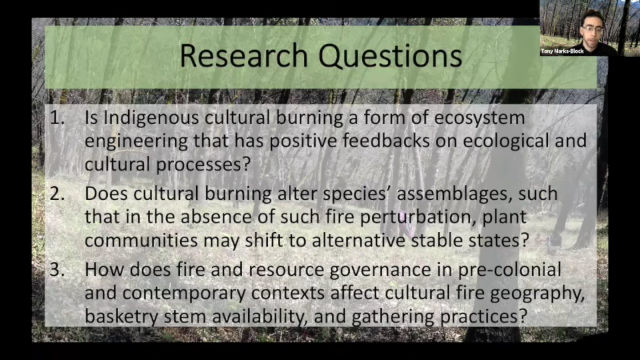 Tony Marks-Block
Research Questions
1. Is Indigenous cultural burning a form of ecosystem
engineering that has positive feedbacks on ecological and
cultural processes?
2. Does cultural burning alter species’ assemblages, such
that in the absence of such fire perturbation, plant
communities may shift to alternative stable states?
3. How does fire and resource governance in pre-colonial
and contemporary contexts affect cultural fire geography,
basketry stem availability, and gathering practices?